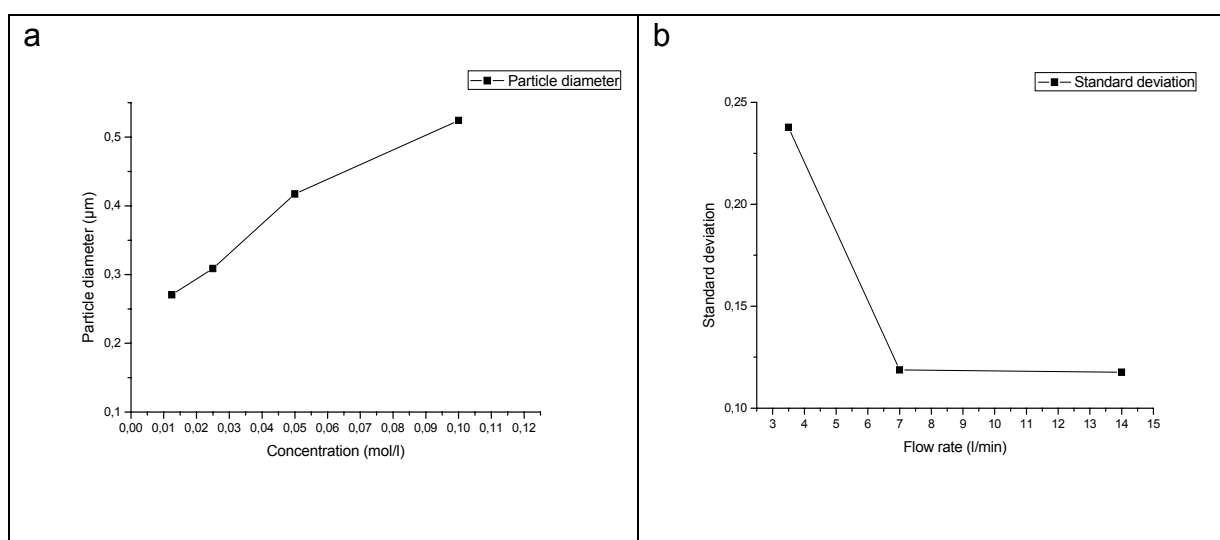 a
Particle diameter
0,5
0,4
0,3
0,2
0,1
Particle diameter (µm)
0,00 0,01 0,02 0,03 0,04 0,05 0,06 0,07 0,08 0,09 0,10 0,11 0,12
Concentration (mol/l)
b
Standard deviation
0,25
0,20
0,15
0,10
Standard deviation
3 4 5 6 7 8 9 10 11 12 13 14 15
Flow rate (l/min)